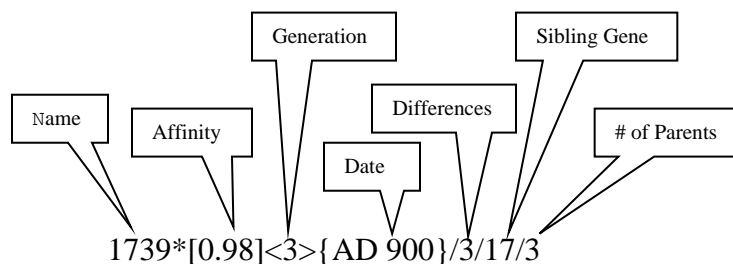 Generation
Sibling Gene
Differences
Name
Affinity
# of Parents
Date
1739*[0.98]<3>{AD 900}/3/17/3